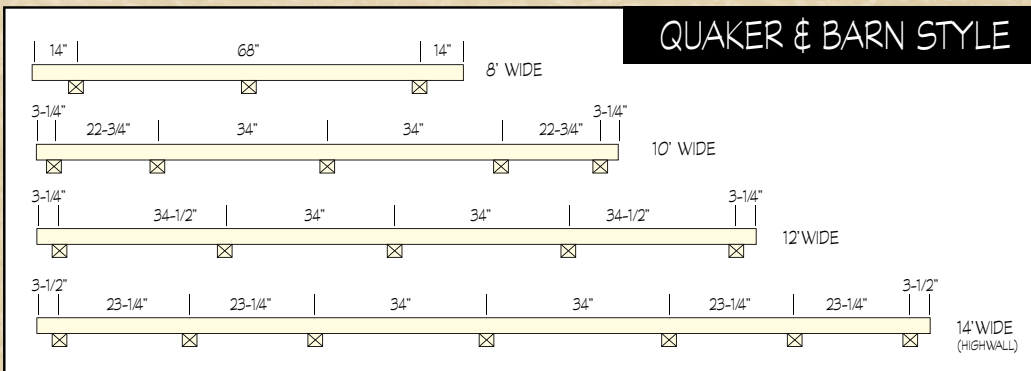 QUAKER & BARN STYLE
14" 68" 14"
8' WIDE
3-1/4" 22-3/4" 34" 34" 22-3/4" 3-1/4"
10' WIDE
3-1/4" 34-1/2" 34" 34" 34-1/2" 3-1/4"
12'WIDE
3-1/2" 23-1/4" 23-1/4" 34" 34" 23-1/4" 23-1/4" 3-1/2"
14'WIDE
(HIGHWALL)